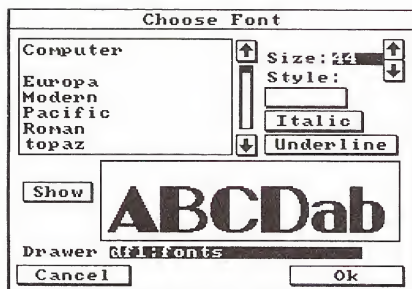 Choose Font
Computer
Europa
Modern
Pacific
Roman
topaz
Size:44
Style:
Italic
Underline
Show
ABCDab
Drawer df1:fonts
Cancel
Ok